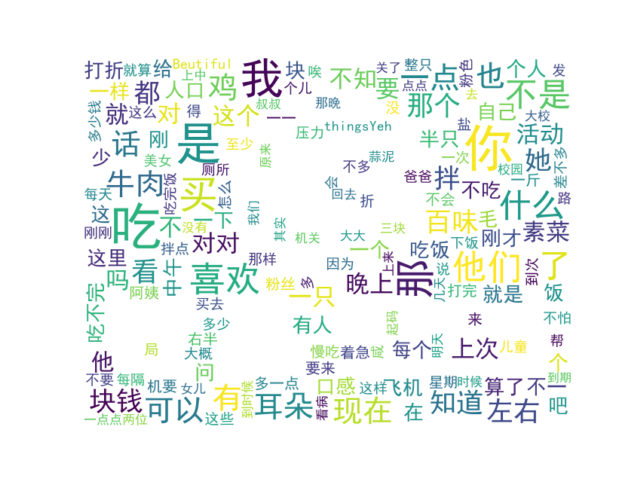 打折 就算 给 Beutiful 上中 鸡 我 块 唉 不知 关了 整只 粉色 个人 发
一样 都 人口 个儿 那晚 要 一点 点点 也 去 不是
多少钱 就 这么 对 得 叔叔 这个 一一 压力 thingsYeh 没 那个 盐 自己 大校
少 话 刚 美女 厕所 至少 原来 是 不多 蒜泥 半只 一次 你 她 活动 差不多
每天 牛肉 吃完饭 买 怎么 会 回去 折 爸爸 拌 不吃 校园 一斤 路
这 刚刚 吃 不 没有 一下 我们 其实 不会 百味 毛 什么
拌点 对对 机关 大大 一个 那 上来 吃饭 下饭 刚才 素菜
这里 吗 看 中午 那样 因为 他们 了 到次
吃不完 阿姨 喜欢 粉丝 多 一只 晚上 几天 说 打完 就是 饭
买去 多少 有人 起码 来 不怕
他 局 右半 大概 问 慢吃 着急 每个 明天 上次 儿童 帮 个
不要 每隔 机要 女儿 多一点 要来 口感 这样 飞机 星期 时候 算了 不一 到期
块钱 可以 有 到时候 耳朵 看病 现在 在 知道 左右 吧
一点点 两位 这些